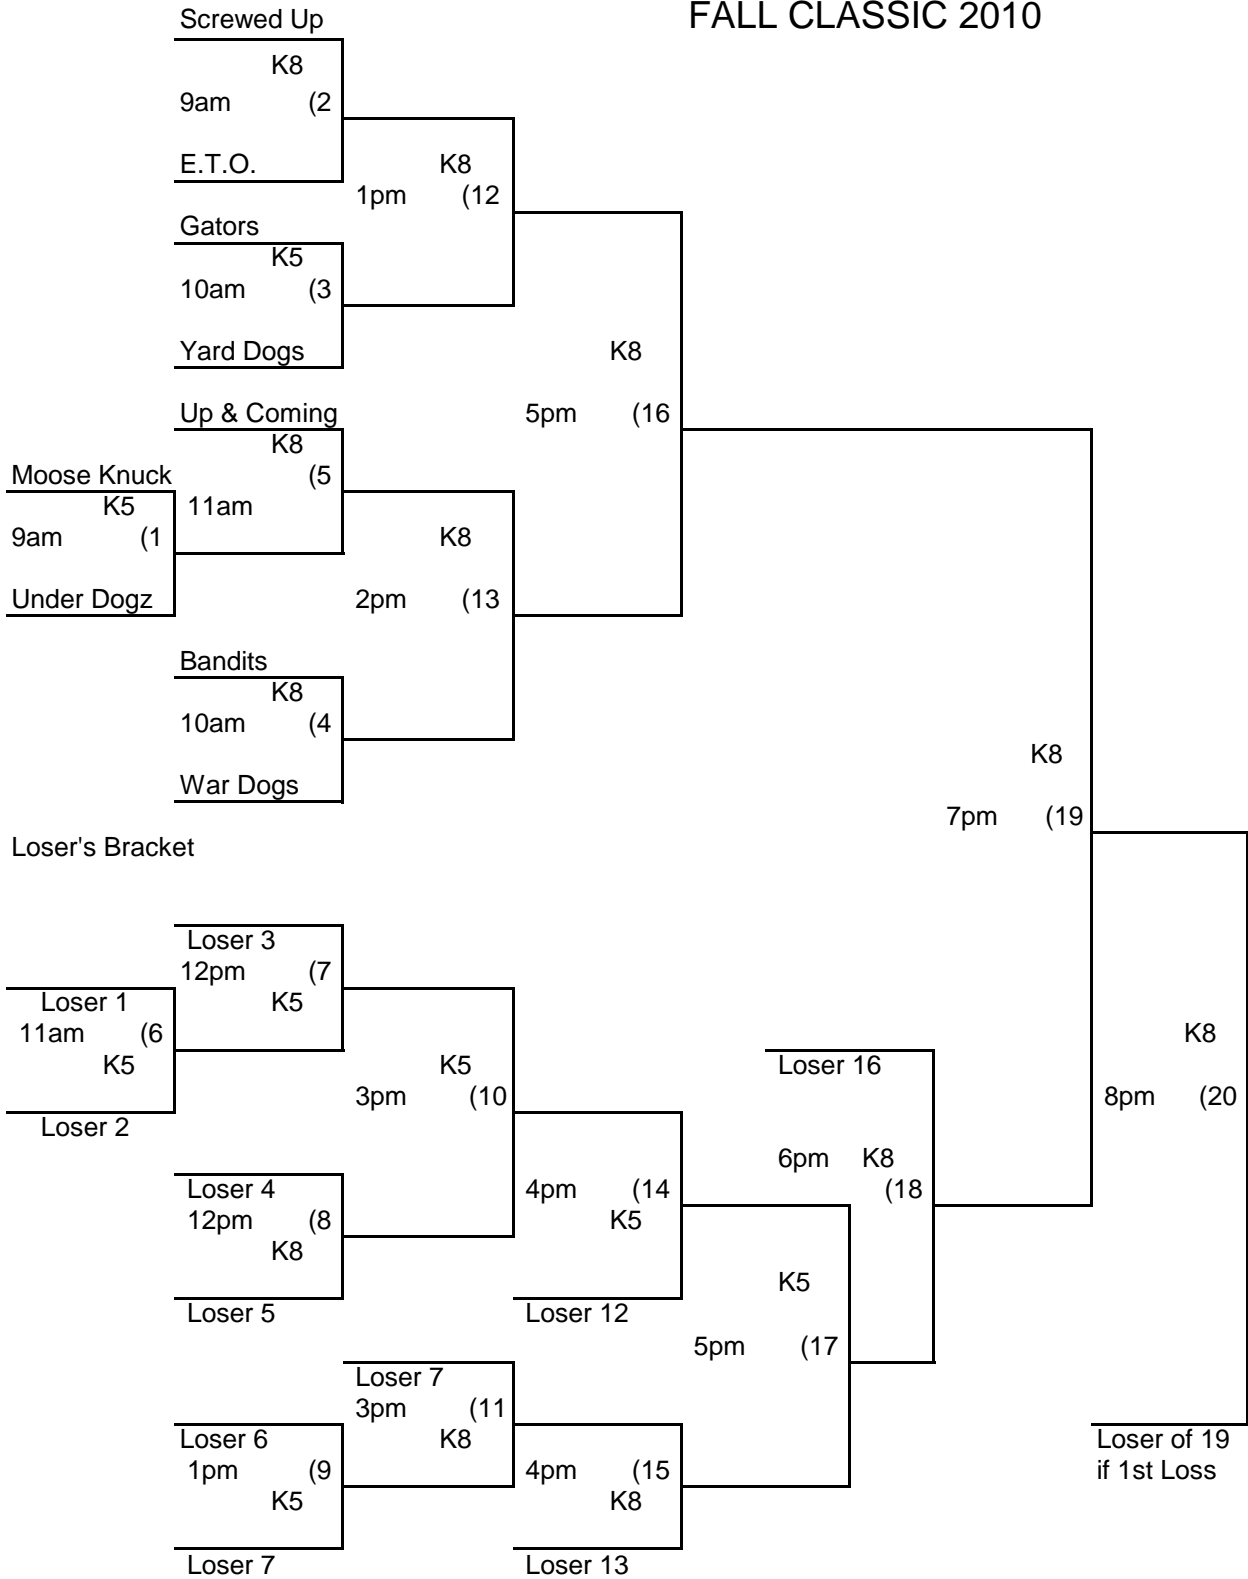 FALL CLASSIC 2010
Screwed Up
K8
9am (2
E.T.O.
K8
1pm (12
Gators
K5
10am (3
Yard Dogs
K8
Up & Coming
5pm (16
K8
Moose Knuck
(5
K5
11am
9am (1
K8
Under Dogz
2pm (13
Bandits
K8
10am (4
War Dogs
K8
7pm (19
Loser's Bracket
Loser 3
12pm (7
K5
Loser 1
11am (6
K5
Loser 2
K5
3pm (10
Loser 16
K8
8pm (20
6pm K8
(18
Loser 4
12pm (8
K8
Loser 5
4pm (14
K5
Loser 12
K5
5pm (17
Loser 7
3pm (11
K8
Loser 6
1pm (9
K5
Loser 7
4pm (15
K8
Loser 13
Loser of 19
if 1st Loss